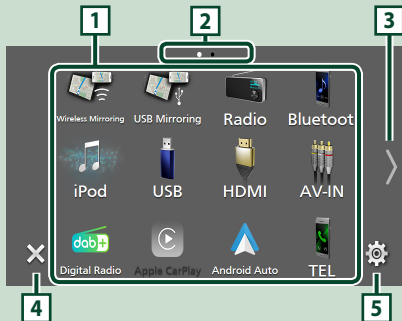 1
2
3
Wireless Mirroring
USB Mirroring
Radio
Bluetoot
iPod
USB
HDMI
AV-IN
dab+
Digital Radio
Apple CarPlay
Android Auto
TEL
4
5